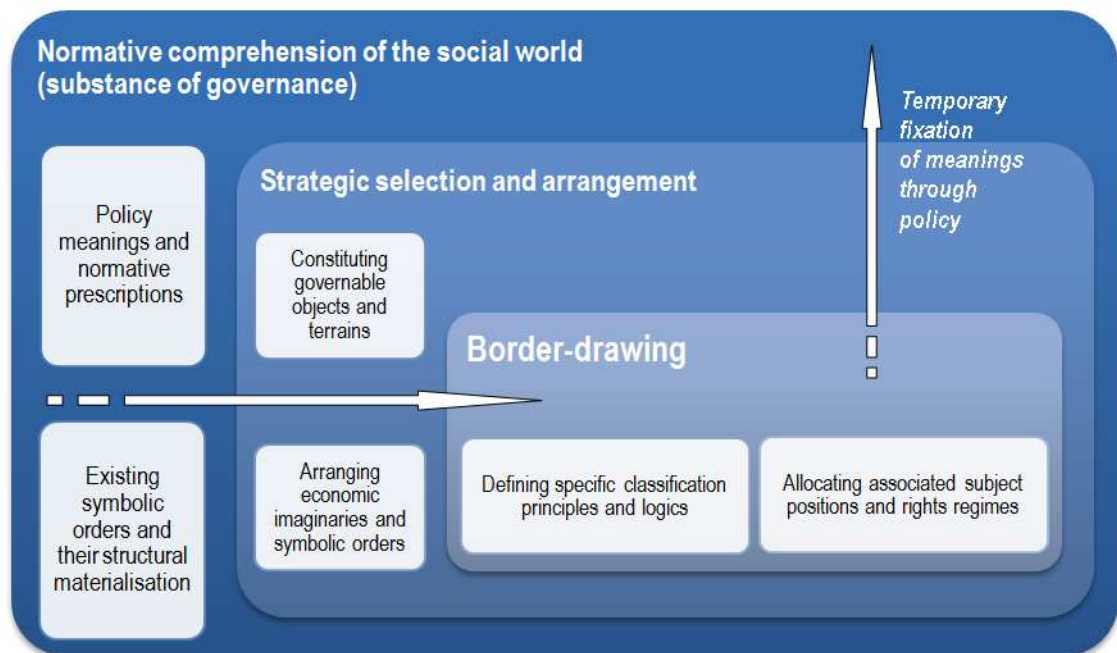 Normative comprehension of the social world
(substance of governance)
Temporary
fixation
of meanings
through
policy
Policy
meanings and
normative
prescriptions
Strategic selection and arrangement
Constituting
governable
objects and
terrains
Border-drawing
Existing
symbolic
orders and
their structural
materialisation
Arranging
economic
imaginaries and
symbolic orders
Defining specific classification
principles and logics
Allocating associated subject
positions and rights regimes